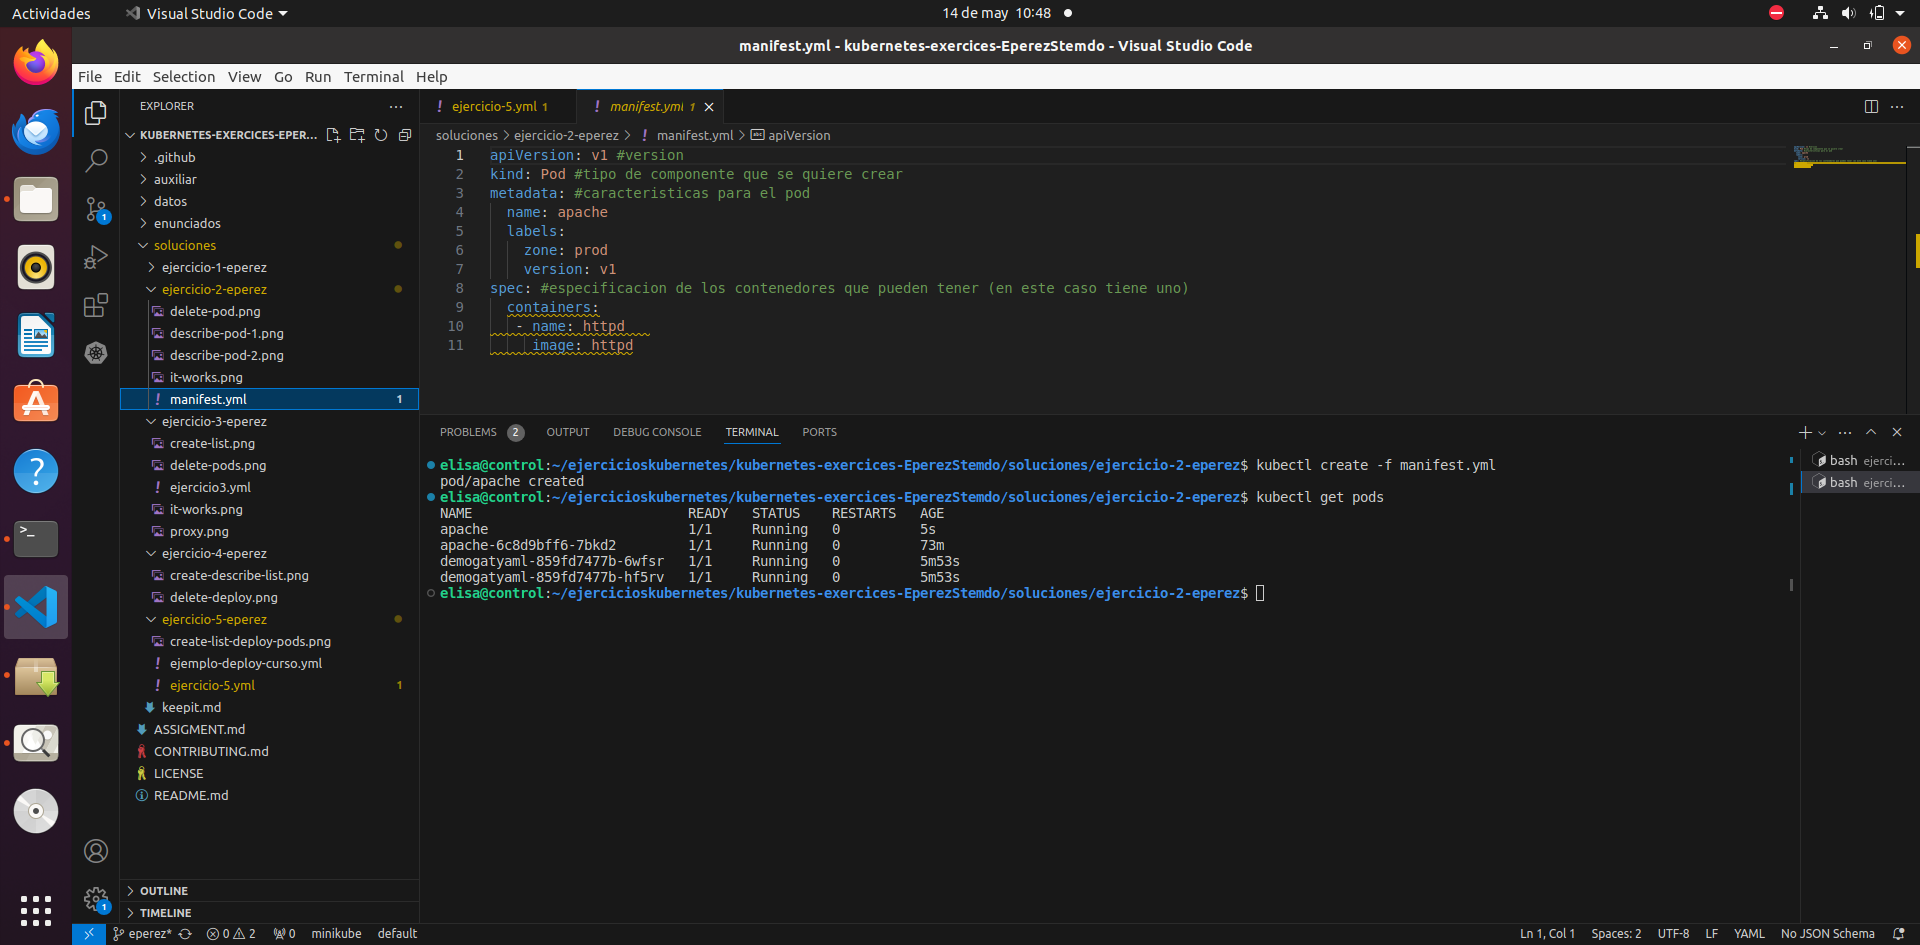 Actividades
Visual Studio Code
14 de may 10:48
manifest.yml - kubernetes-exercices-EperezStemdo - Visual Studio Code
File Edit Selection View Go Run Terminal Help
EXPLORER
KUBERNETES-EXERCICES-EPER...
.github
auxiliar
datos
enunciados
soluciones
ejercicio-1-eperez
ejercicio-2-eperez
delete-pod.png
describe-pod-1.png
describe-pod-2.png
it-works.png
manifest.yml 1
ejercicio-3-eperez
create-list.png
delete-pods.png
ejercicio3.yml
it-works.png
proxy.png
ejercicio-4-eperez
create-describe-list.png
delete-deploy.png
ejercicio-5-eperez
create-list-deploy-pods.png
ejemplo-deploy-curso.yml
ejercicio-5.yml 1
keepit.md
ASSIGMENT.md
CONTRIBUTING.md
LICENSE
README.md
OUTLINE
TIMELINE
ejercicio-5.yml 1
manifest.yml 1
soluciones > ejercicio-2-eperez > ! manifest.yml > apiVersion
1 apiVersion: v1 #version
2 kind: Pod #tipo de componente que se quiere crear
3 metadata: #caracteristicas para el pod
4 name: apache
5 labels:
6 zone: prod
7 version: v1
8 spec: #especificacion de los contenedores que pueden tener (en este caso tiene uno)
9 containers:
10 - name: httpd
11 image: httpd
PROBLEMS 2 OUTPUT DEBUG CONSOLE TERMINAL PORTS
elisa@control:~/ejercicioskubernetes/kubernetes-exercices-EperezStemdo/soluciones/ejercicio-2-eperez$ kubectl create -f manifest.yml
pod/apache created
elisa@control:~/ejercicioskubernetes/kubernetes-exercices-EperezStemdo/soluciones/ejercicio-2-eperez$ kubectl get pods
NAME READY STATUS RESTARTS AGE
apache 1/1 Running 0 5s
apache-6c8d9bff6-7bkd2 1/1 Running 0 73m
demogatyaml-859fd7477b-6wfsr 1/1 Running 0 5m53s
demogatyaml-859fd7477b-hf5rv 1/1 Running 0 5m53s
elisa@control:~/ejercicioskubernetes/kubernetes-exercices-EperezStemdo/soluciones/ejercicio-2-eperez$
bash ejerci...
bash ejerci...
1
1
eperez* 0 2 0 minikube default
Ln 1, Col 1 Spaces: 2 UTF-8 LF YAML No JSON Schema